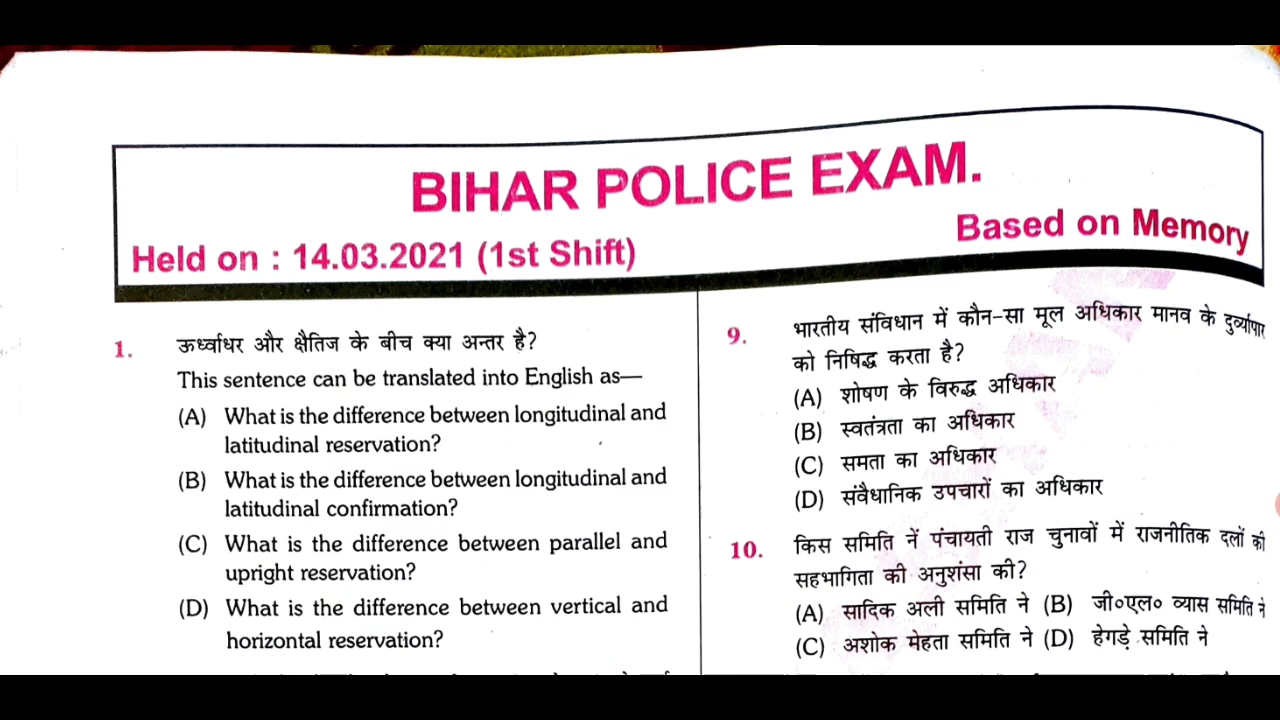 BIHAR POLICE EXAM.
Held on : 14.03.2021 (1st Shift)
Based on Memory
1. ऊर्ध्वाधर और क्षैतिज के बीच क्या अन्तर है?
This sentence can be translated into English as—
(A) What is the difference between longitudinal and
latitudinal reservation?
(B) What is the difference between longitudinal and
latitudinal confirmation?
(C) What is the difference between parallel and
upright reservation?
(D) What is the difference between vertical and
horizontal reservation?
9. भारतीय संविधान में कौन-सा मूल अधिकार मानव के दुर्व्यापार
को निषिद्ध करता है?
(A) शोषण के विरुद्ध अधिकार
(B) स्वतंत्रता का अधिकार
(C) समता का अधिकार
(D) संवैधानिक उपचारों का अधिकार
10. किस समिति नें पंचायती राज चुनावों में राजनीतिक दलों की
सहभागिता की अनुशंसा की?
(A) सादिक अली समिति ने (B) जी०एल० व्यास समिति ने
(C) अशोक मेहता समिति ने (D) हेगड़े समिति ने